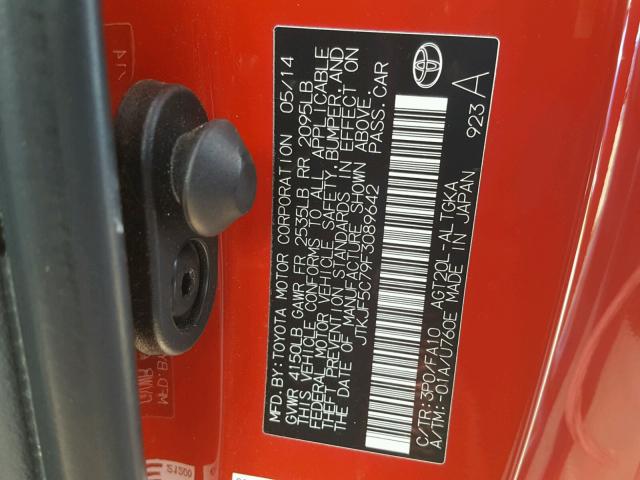 MFD.BY: TOYOTA MOTOR CORPORATION 05/14
GVWR 4150LB GAWR FR 2535LB RR 2095LB
THIS VEHICLE CONFORMS TO ALL APPLICABLE
FEDERAL MOTOR VEHICLE SAFETY, BUMPER, AND
THEFT PREVENTION STANDARDS IN EFFECT ON
THE DATE OF MANUFACTURE SHOWN ABOVE.
JTKJF5C79F3089642 PASS.CAR
C/TR: 3P0/FA10 AGT20L-ALTGKA
A/TM: -01A/U760E MADE IN JAPAN
923 A